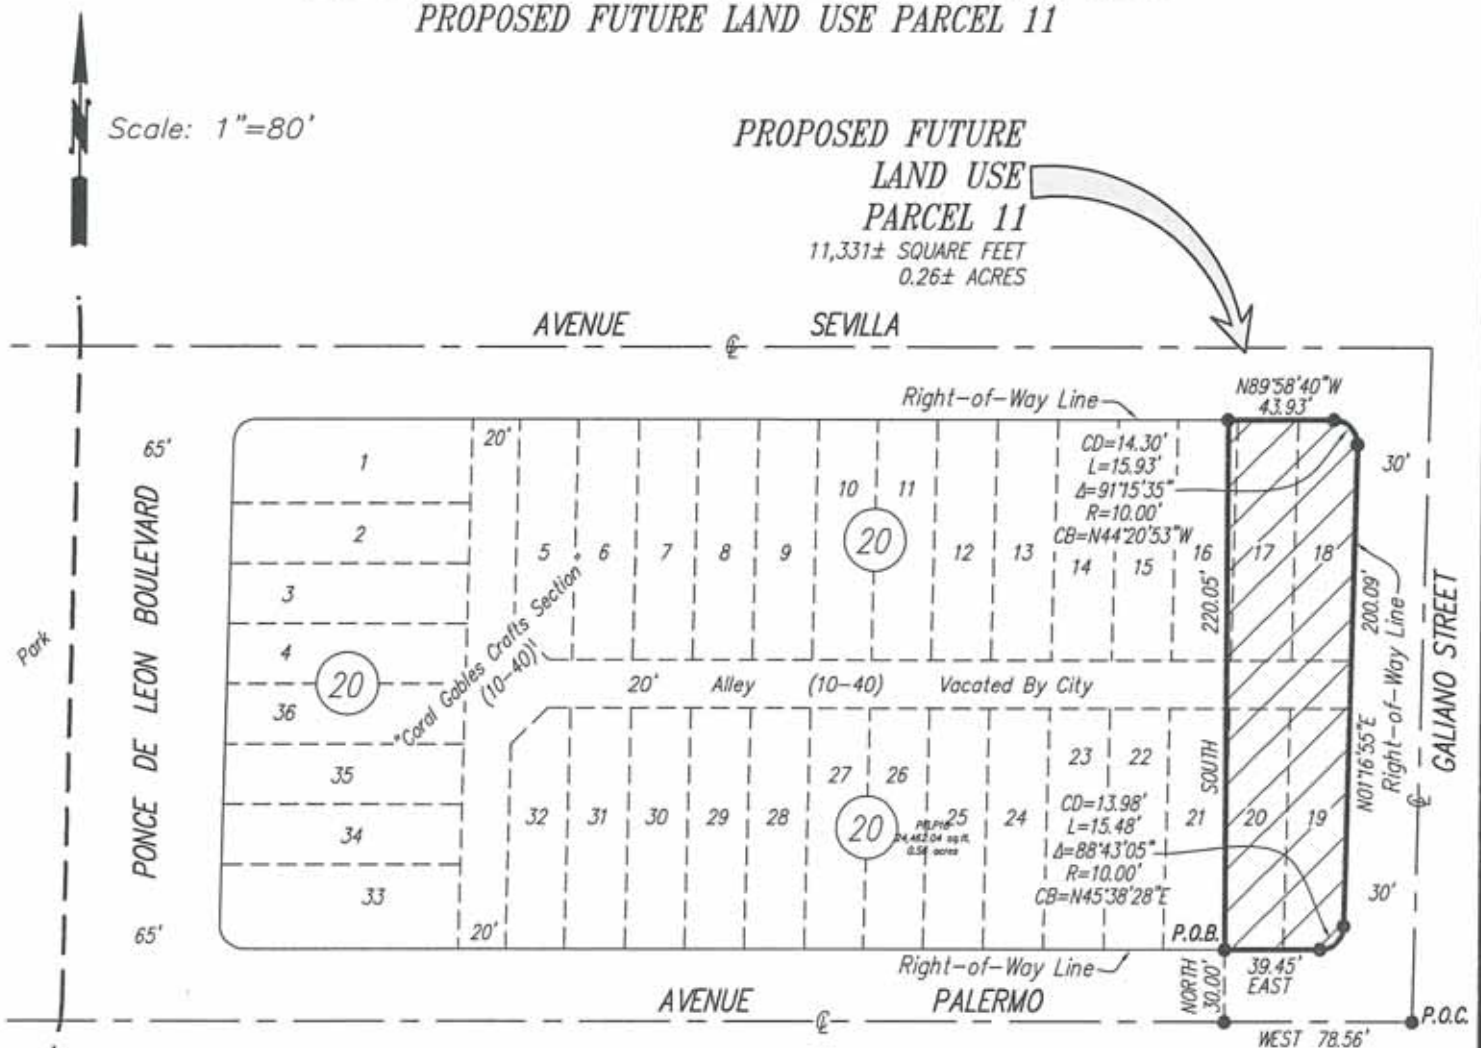 PROPOSED FUTURE LAND USE PARCEL 11
N
Scale: 1"=80'
PROPOSED FUTURE
LAND USE
PARCEL 11
11,331± SQUARE FEET
0.26± ACRES
AVENUE
SEVILLA
℄
Right-of-Way Line
N89°58'40"W
43.93'
65'
20'
1
2
3
4
36
35
34
33
20
5
6
7
8
9
10
11
20
12
13
14
15
16
17
18
CD=14.30'
L=15.93'
Δ=91°15'35"
R=10.00'
CB=N44°20'53"W
30'
Park
PONCE DE LEON BOULEVARD
"Coral Gables Crafts Section"
(10-40)
20'
Alley
(10-40)
Vacated By City
220.05'
SOUTH
200.09'
N01°16'55"E
Right-of-Way Line
GALIANO STREET
℄
32
31
30
29
28
27
26
20
25
24
23
22
21
20
19
24,462.04 sq.ft.
0.56 acres
CD=13.98'
L=15.48'
Δ=88°43'05"
R=10.00'
CB=N45°38'28"E
30'
65'
20'
P.O.B.
Right-of-Way Line
NORTH
30.00'
39.45'
EAST
AVENUE
PALERMO
℄
P.O.C.
WEST 78.56'